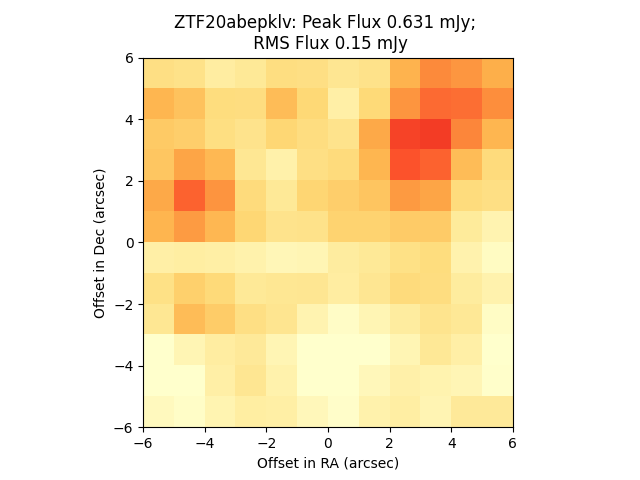 ZTF20abepklv: Peak Flux 0.631 mJy;
RMS Flux 0.15 mJy
6
4
2
0
−2
−4
−6
Offset in Dec (arcsec)
−6 −4 −2 0 2 4 6
Offset in RA (arcsec)